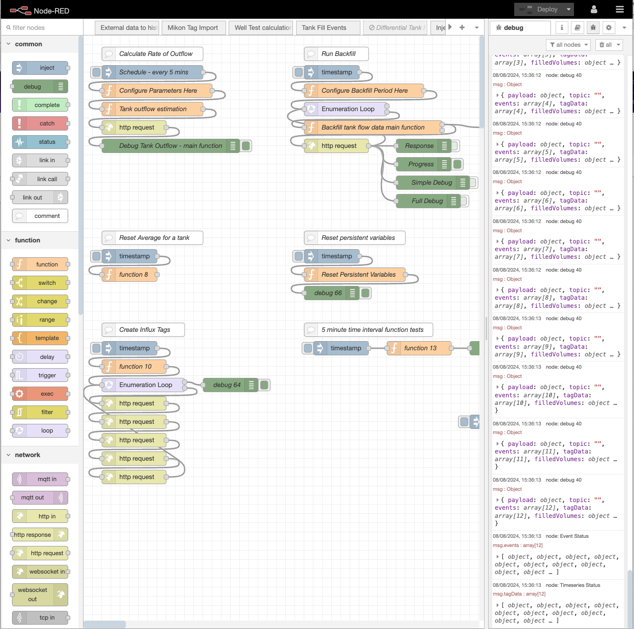 Node-RED
Deploy
filter nodes
External data to his
Mikon Tag Import
Well Test calculation
Tank Fill Events
Differential Tank /
Inje
debug
i
all nodes
all
common
inject
debug
complete
catch
status
link in
link call
link out
comment
function
function
switch
change
range
template
delay
trigger
exec
filter
loop
network
mqtt in
mqtt out
http in
http response
http request
websocket in
websocket
out
tcp in
Calculate Rate of Outflow
Schedule - every 5 mins
Configure Parameters Here
Tank outflow estimation
http request
Debug Tank Outflow - main function
Run Backfill
timestamp
Configure Backfill Period Here
Enumeration Loop
Backfill tank flow data main function
http request
Response
Progress
Simple Debug
Full Debug
Reset Average for a tank
timestamp
function 8
Reset persistent variables
timestamp
Reset Persistent Variables
debug 66
Create Influx Tags
timestamp
function 10
Enumeration Loop
debug 64
http request
http request
http request
http request
http request
5 minute time interval function tests
timestamp
function 13
events: array[3], tagData:
array[3], filledVolumes: object … }
08/08/2024, 15:36:12 node: debug 40
msg : Object
{ payload: object, topic: "",
events: array[4], tagData:
array[4], filledVolumes: object … }
08/08/2024, 15:36:12 node: debug 40
msg : Object
{ payload: object, topic: "",
events: array[5], tagData:
array[5], filledVolumes: object … }
08/08/2024, 15:36:12 node: debug 40
msg : Object
{ payload: object, topic: "",
events: array[6], tagData:
array[6], filledVolumes: object … }
08/08/2024, 15:36:13 node: debug 40
msg : Object
{ payload: object, topic: "",
events: array[7], tagData:
array[7], filledVolumes: object … }
08/08/2024, 15:36:13 node: debug 40
msg : Object
{ payload: object, topic: "",
events: array[8], tagData:
array[8], filledVolumes: object … }
08/08/2024, 15:36:13 node: debug 40
msg : Object
{ payload: object, topic: "",
events: array[9], tagData:
array[9], filledVolumes: object … }
08/08/2024, 15:36:13 node: debug 40
msg : Object
{ payload: object, topic: "",
events: array[10], tagData:
array[10], filledVolumes: object …
}
08/08/2024, 15:36:13 node: debug 40
msg : Object
{ payload: object, topic: "",
events: array[11], tagData:
array[11], filledVolumes: object …
}
08/08/2024, 15:36:13 node: debug 40
msg : Object
{ payload: object, topic: "",
events: array[12], tagData:
array[12], filledVolumes: object …
}
08/08/2024, 15:36:13 node: Event Status
msg.events : array[12]
[ object, object, object, object,
object, object, object, object,
object, object … ]
08/08/2024, 15:36:13 node: Timeseries Status
msg.tagData : array[12]
[ object, object, object, object,
object, object, object, object,
object, object … ]